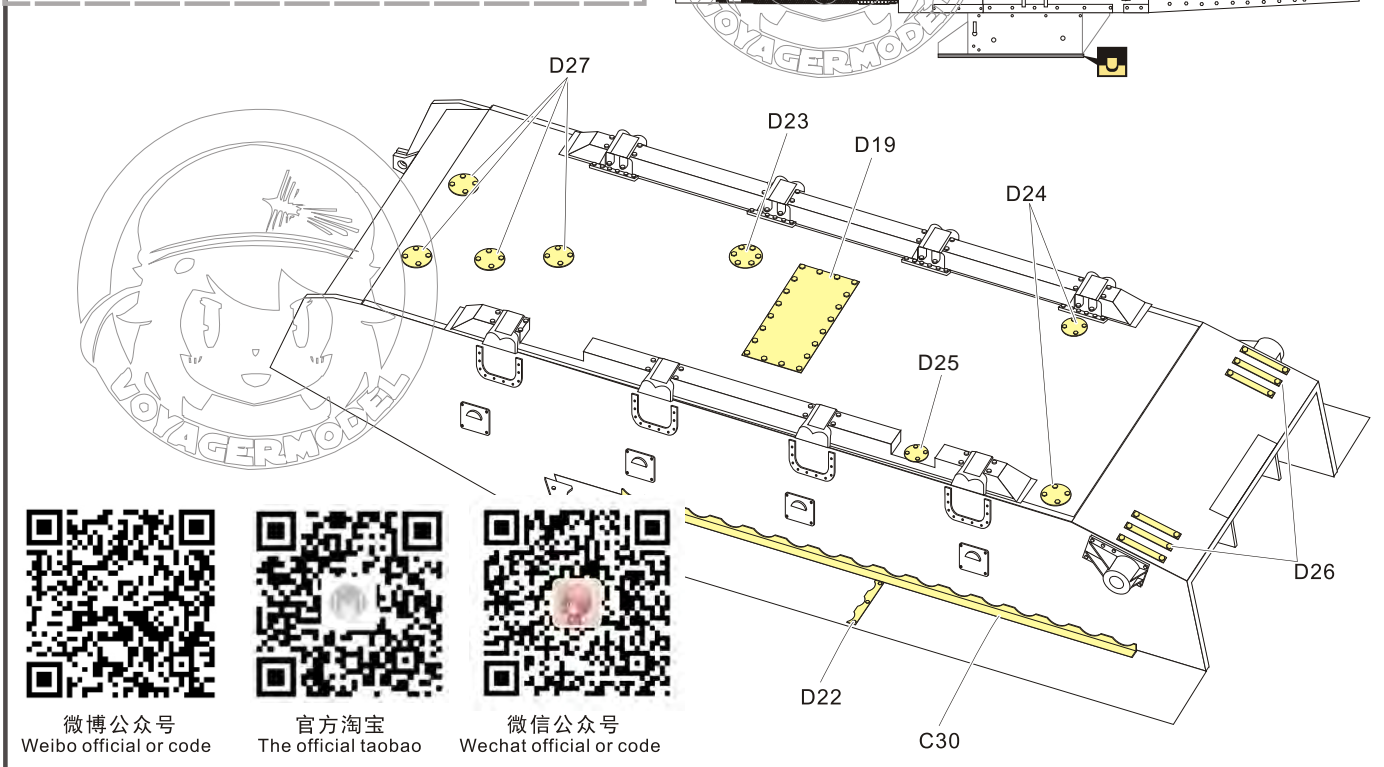 VOYAGERMODEL
D27
D23
D19
D24
D25
VOYAGERMODEL
D26
D22
C30
微博公众号
Weibo official or code
官方淘宝
The official taobao
微信公众号
Wechat official or code